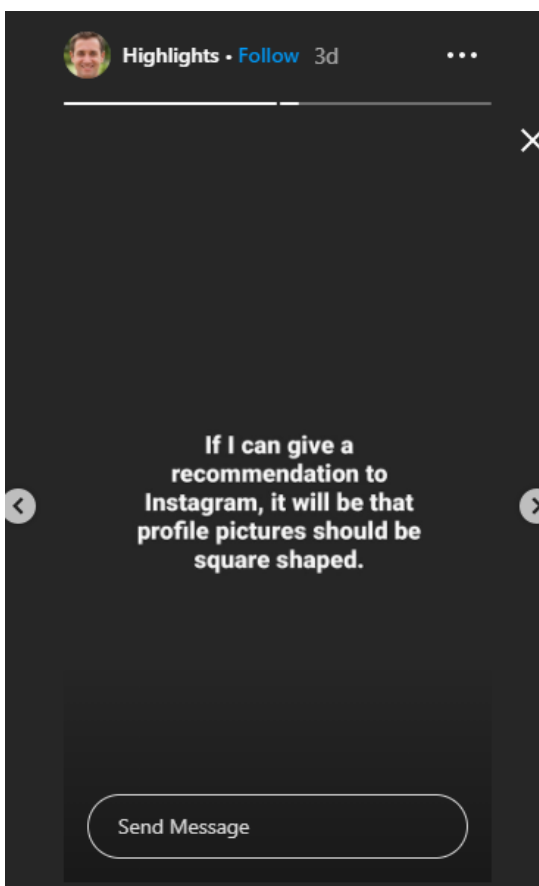 Highlights • Follow 3d
If I can give a
recommendation to
Instagram, it will be that
profile pictures should be
square shaped.
Send Message